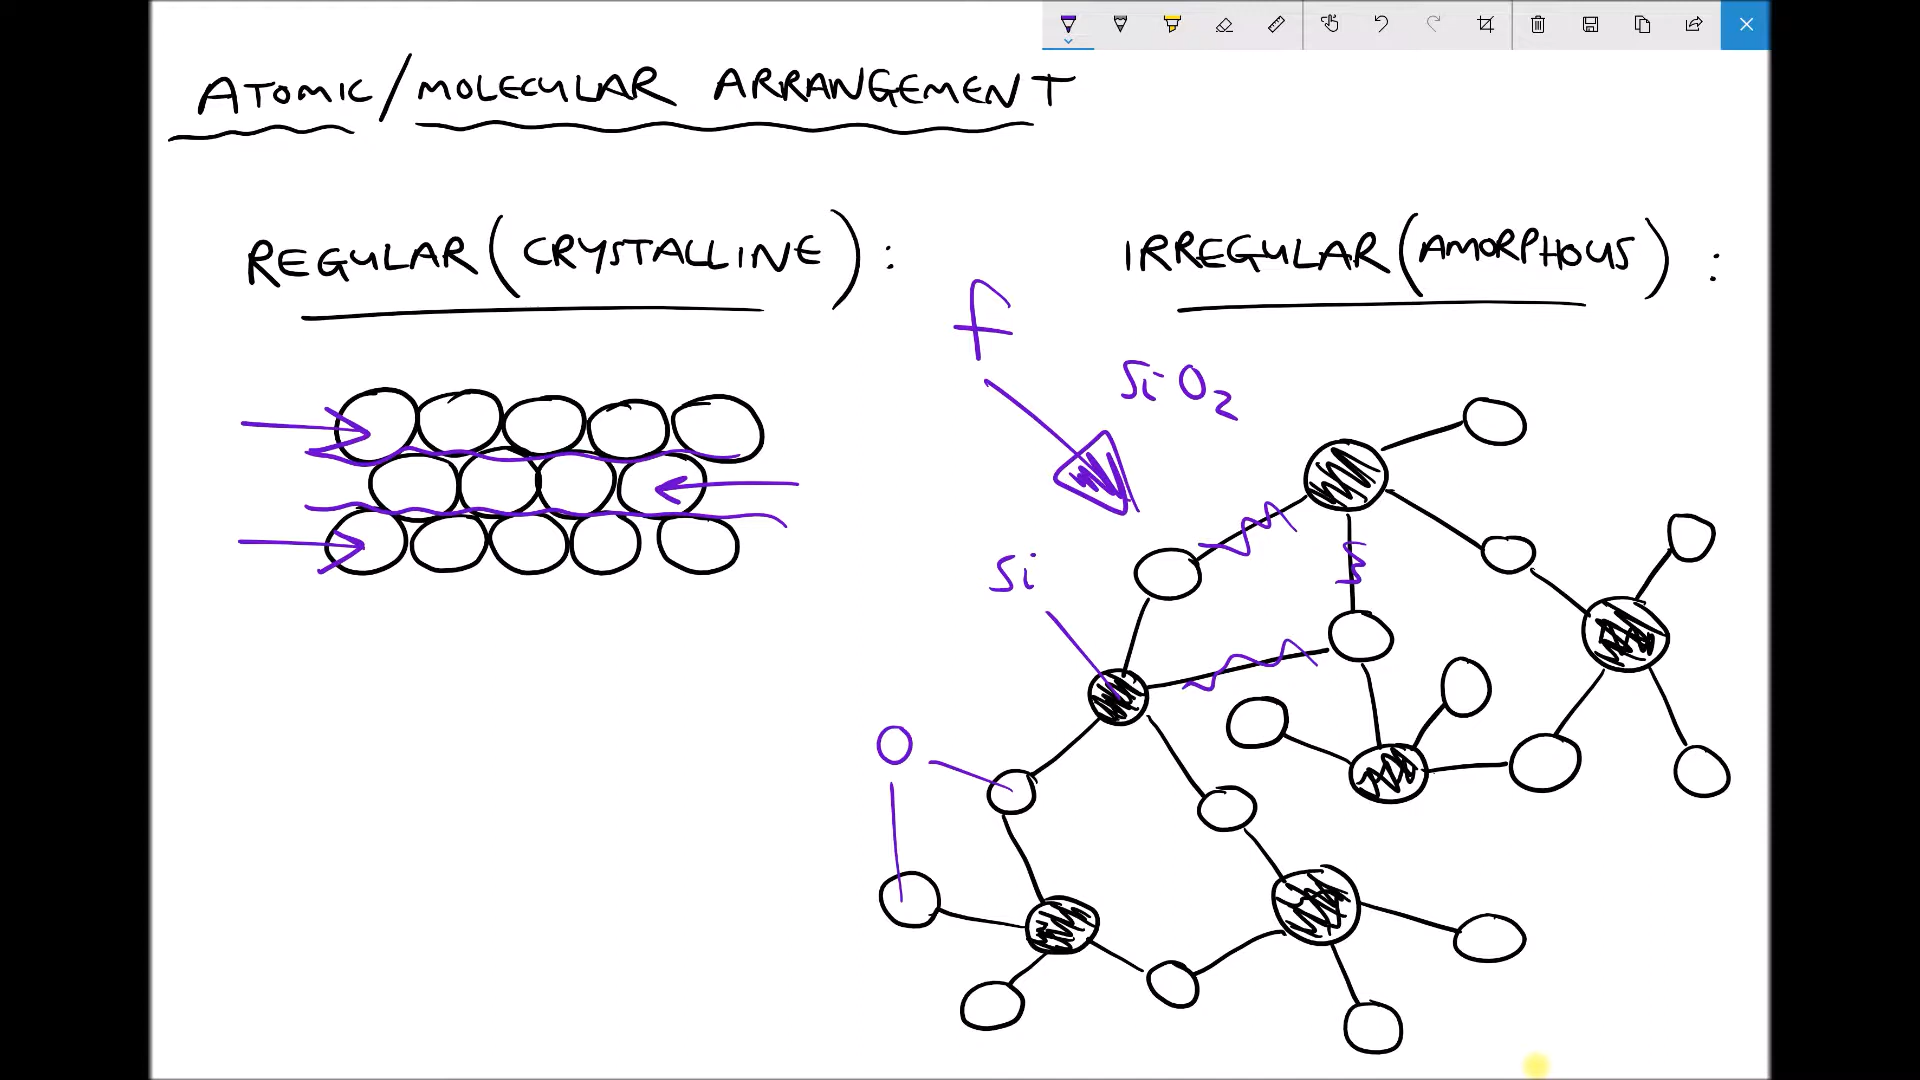 ATOMIC/MOLECULAR ARRANGEMENT
REGULAR (CRYSTALLINE) :
IRREGULAR (AMORPHOUS) :
f
SiO2
Si
O